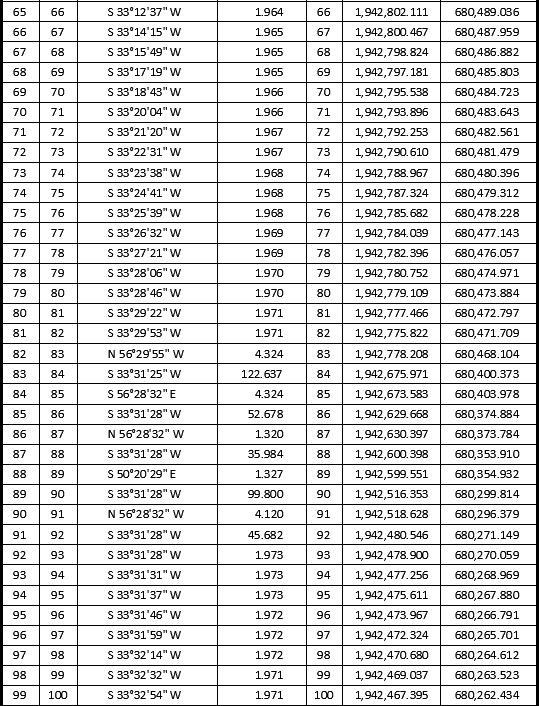 65 66 S 33°12'37" W 1.964 66 1,942,802.111 680,489.036
66 67 S 33°14'15" W 1.965 67 1,942,800.467 680,487.959
67 68 S 33°15'49" W 1.965 68 1,942,798.824 680,486.882
68 69 S 33°17'19" W 1.965 69 1,942,797.181 680,485.803
69 70 S 33°18'43" W 1.966 70 1,942,795.538 680,484.723
70 71 S 33°20'04" W 1.966 71 1,942,793.896 680,483.643
71 72 S 33°21'20" W 1.967 72 1,942,792.253 680,482.561
72 73 S 33°22'31" W 1.967 73 1,942,790.610 680,481.479
73 74 S 33°23'38" W 1.968 74 1,942,788.967 680,480.396
74 75 S 33°24'41" W 1.968 75 1,942,787.324 680,479.312
75 76 S 33°25'39" W 1.968 76 1,942,785.682 680,478.228
76 77 S 33°26'32" W 1.969 77 1,942,784.039 680,477.143
77 78 S 33°27'21" W 1.969 78 1,942,782.396 680,476.057
78 79 S 33°28'06" W 1.970 79 1,942,780.752 680,474.971
79 80 S 33°28'46" W 1.970 80 1,942,779.109 680,473.884
80 81 S 33°29'22" W 1.971 81 1,942,777.466 680,472.797
81 82 S 33°29'53" W 1.971 82 1,942,775.822 680,471.709
82 83 N 56°29'55" W 4.324 83 1,942,778.208 680,468.104
83 84 S 33°31'25" W 122.637 84 1,942,675.971 680,400.373
84 85 S 56°28'32" E 4.324 85 1,942,673.583 680,403.978
85 86 S 33°31'28" W 52.678 86 1,942,629.668 680,374.884
86 87 N 56°28'32" W 1.320 87 1,942,630.397 680,373.784
87 88 S 33°31'28" W 35.984 88 1,942,600.398 680,353.910
88 89 S 50°20'29" E 1.327 89 1,942,599.551 680,354.932
89 90 S 33°31'28" W 99.800 90 1,942,516.353 680,299.814
90 91 N 56°28'32" W 4.120 91 1,942,518.628 680,296.379
91 92 S 33°31'28" W 45.682 92 1,942,480.546 680,271.149
92 93 S 33°31'28" W 1.973 93 1,942,478.900 680,270.059
93 94 S 33°31'31" W 1.973 94 1,942,477.256 680,268.969
94 95 S 33°31'37" W 1.973 95 1,942,475.611 680,267.880
95 96 S 33°31'46" W 1.972 96 1,942,473.967 680,266.791
96 97 S 33°31'59" W 1.972 97 1,942,472.324 680,265.701
97 98 S 33°32'14" W 1.972 98 1,942,470.680 680,264.612
98 99 S 33°32'32" W 1.971 99 1,942,469.037 680,263.523
99 100 S 33°32'54" W 1.971 100 1,942,467.395 680,262.434